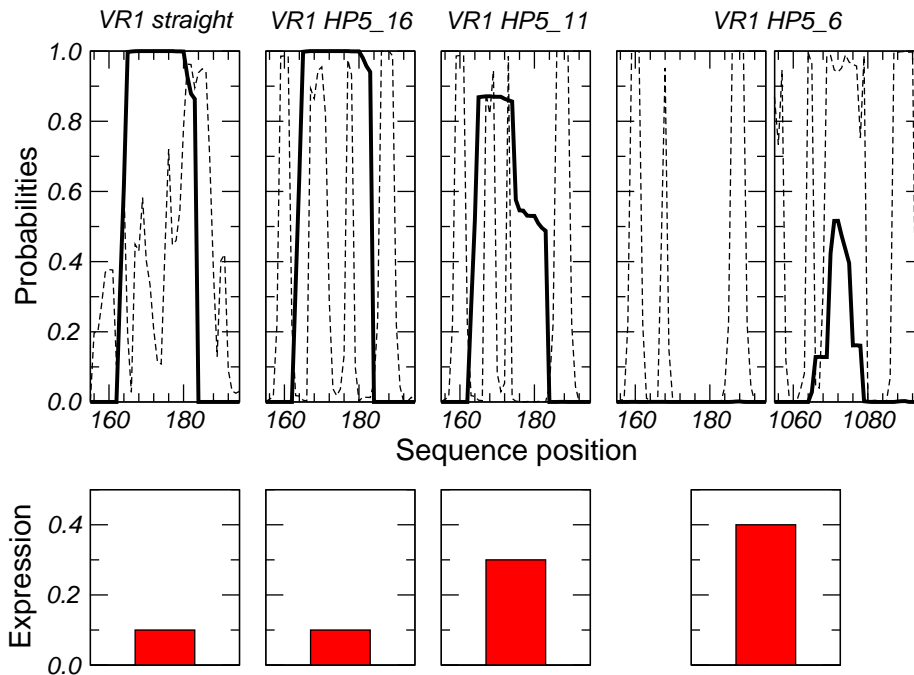 VR1 straight VR1 HP5_16 VR1 HP5_11 VR1 HP5_6
1.0
0.8
0.6
0.4
0.2
0.0
Probabilities
160 180 160 180 160 180 160 180 1060 1080
Sequence position
0.4
0.2
0.0
Expression